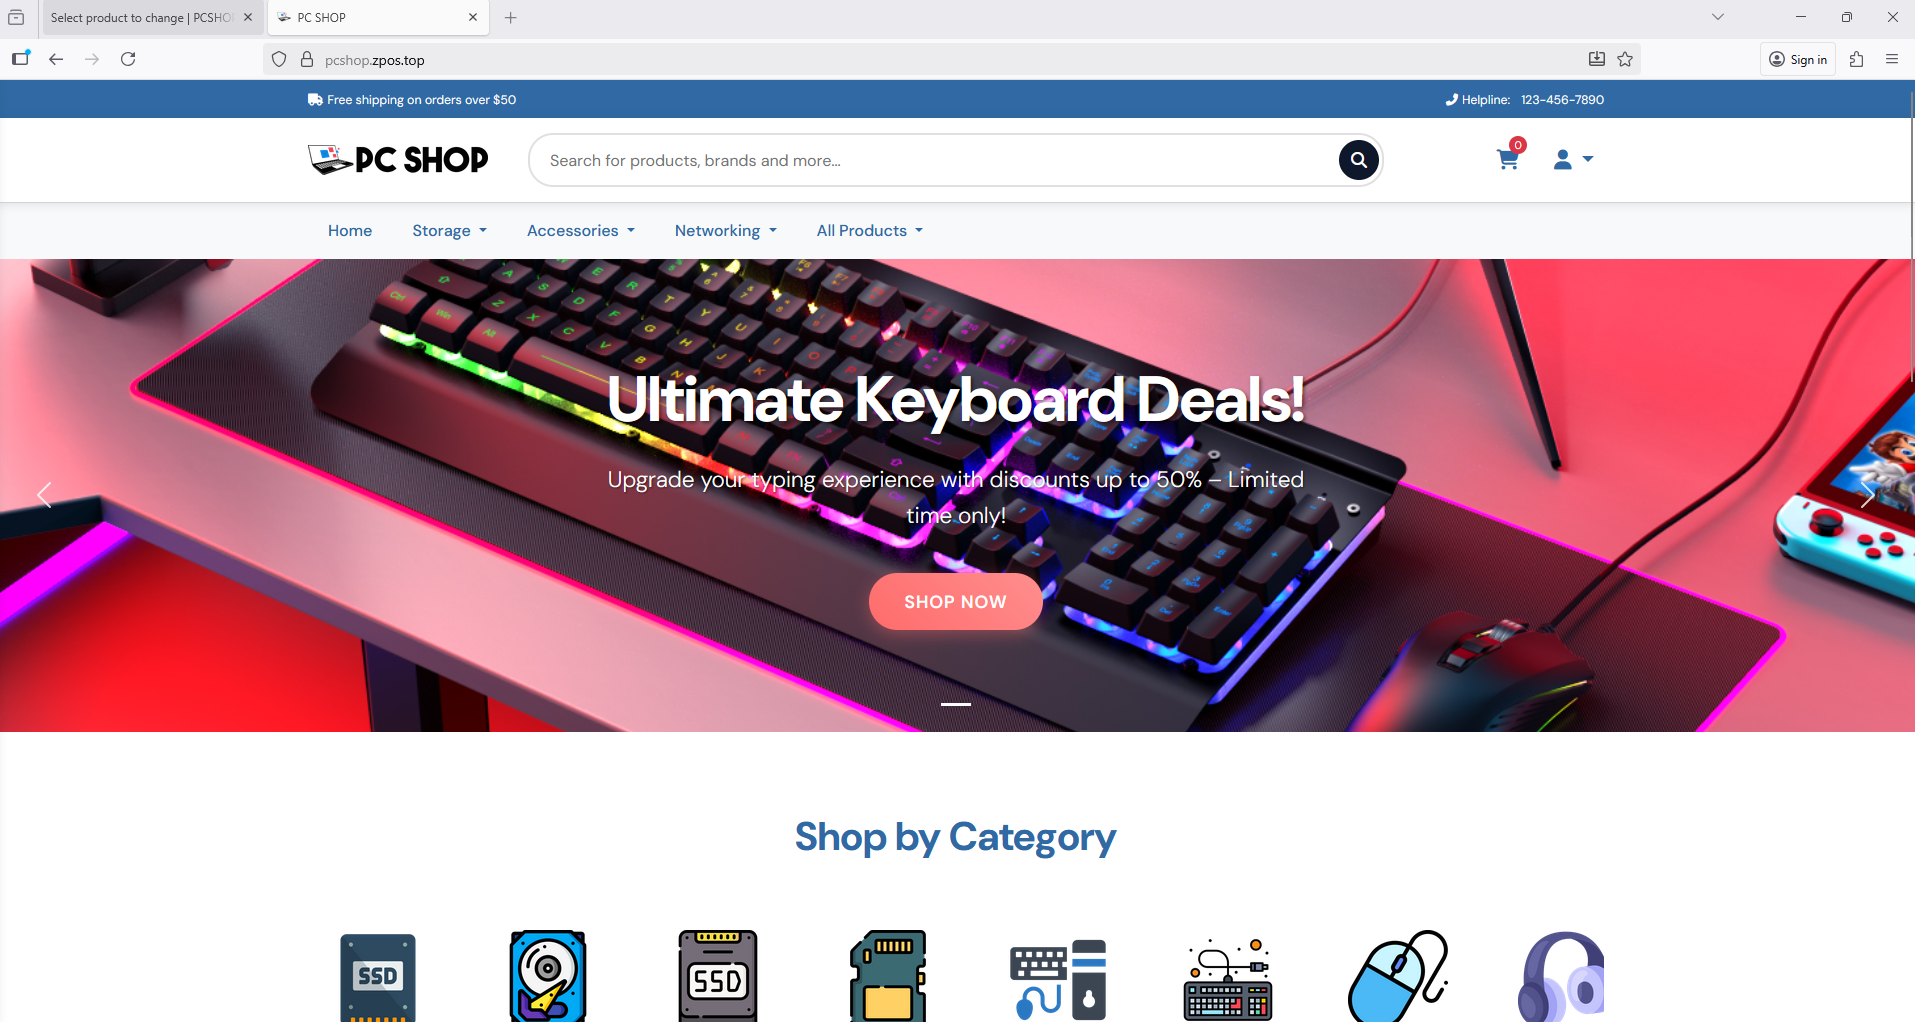 Select product to change | PCSHO
PC SHOP
pcshop.zpos.top
Sign in
Free shipping on orders over $50
Helpline: 123-456-7890
PC SHOP
Search for products, brands and more...
0
Home
Storage
Accessories
Networking
All Products
Ultimate Keyboard Deals!
Upgrade your typing experience with discounts up to 50% – Limited
time only!
SHOP NOW
Shop by Category
SSD
SSD